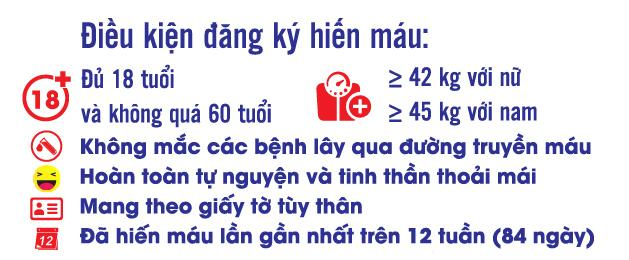 Điều kiện đăng ký hiến máu:
18+
Đủ 18 tuổi
và không quá 60 tuổi
≥ 42 kg với nữ
≥ 45 kg với nam
Không mắc các bệnh lây qua đường truyền máu
Hoàn toàn tự nguyện và tinh thần thoải mái
Mang theo giấy tờ tùy thân
12
Đã hiến máu lần gần nhất trên 12 tuần (84 ngày)